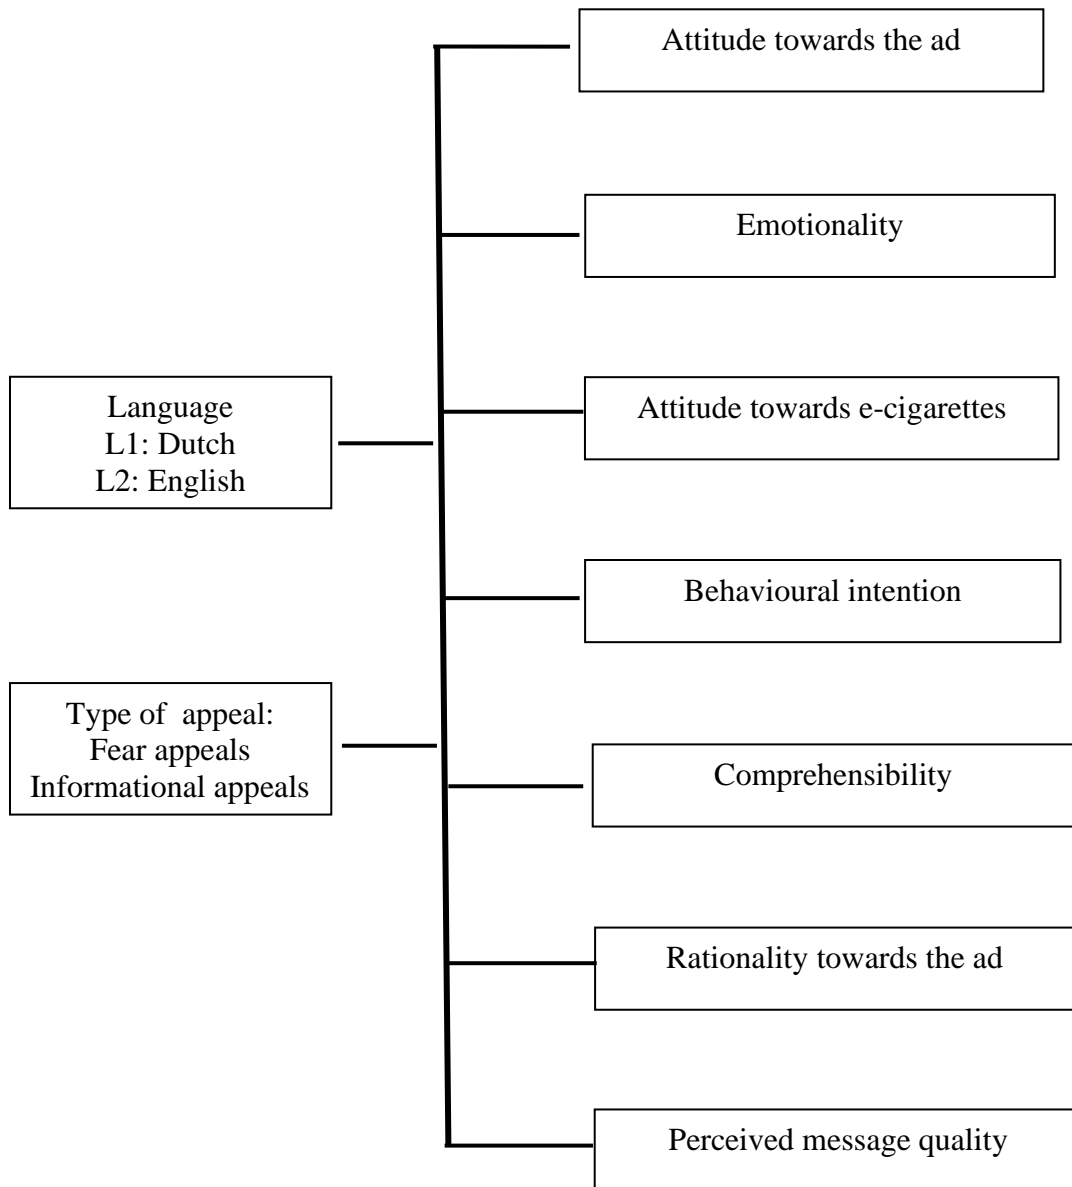 Attitude towards the ad
Emotionality
Attitude towards e-cigarettes
Language
L1: Dutch
L2: English
Behavioural intention
Type of appeal:
Fear appeals
Informational appeals
Comprehensibility
Rationality towards the ad
Perceived message quality